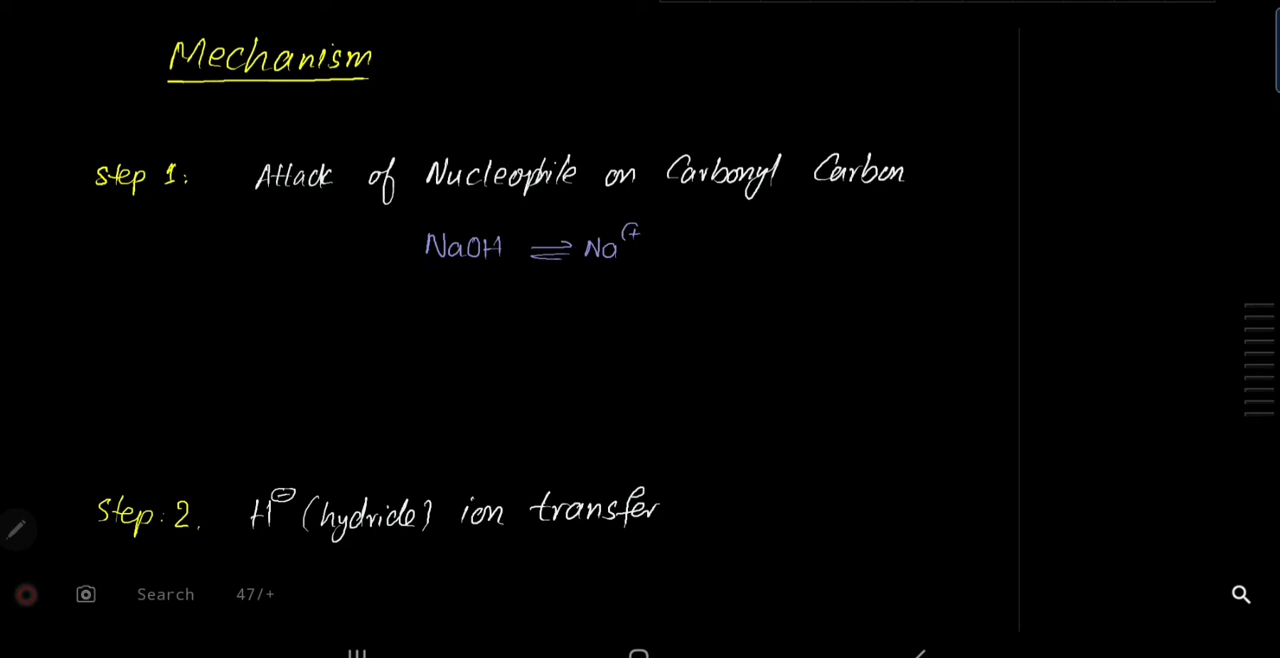 Mechanism
Step 1: Attack of Nucleophile on Carbonyl Carbon
NaOH ⇌ Na⊕
Step: 2. H⊖ (hydride) ion transfer
Search 47/+